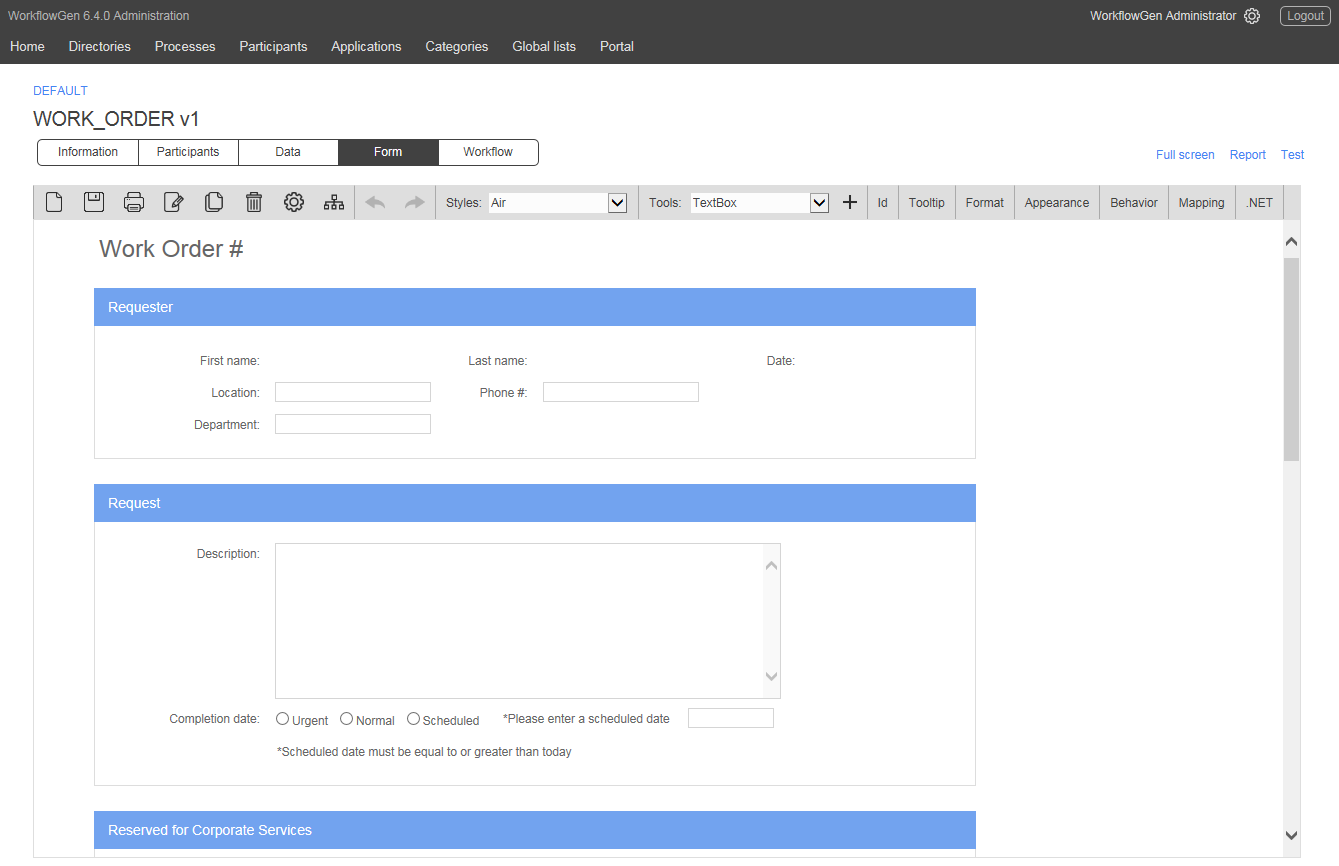 WorkflowGen 6.4.0 Administration WorkflowGen Administrator Logout
Home Directories Processes Participants Applications Categories Global lists Portal
DEFAULT
WORK_ORDER v1
Information Participants Data Form Workflow
Full screen Report Test
Styles: Air Tools: TextBox Id Tooltip Format Appearance Behavior Mapping .NET
Work Order #
Requester
First name: Last name: Date:
Location: Phone #:
Department:
Request
Description:
Completion date: Urgent Normal Scheduled *Please enter a scheduled date
*Scheduled date must be equal to or greater than today
Reserved for Corporate Services